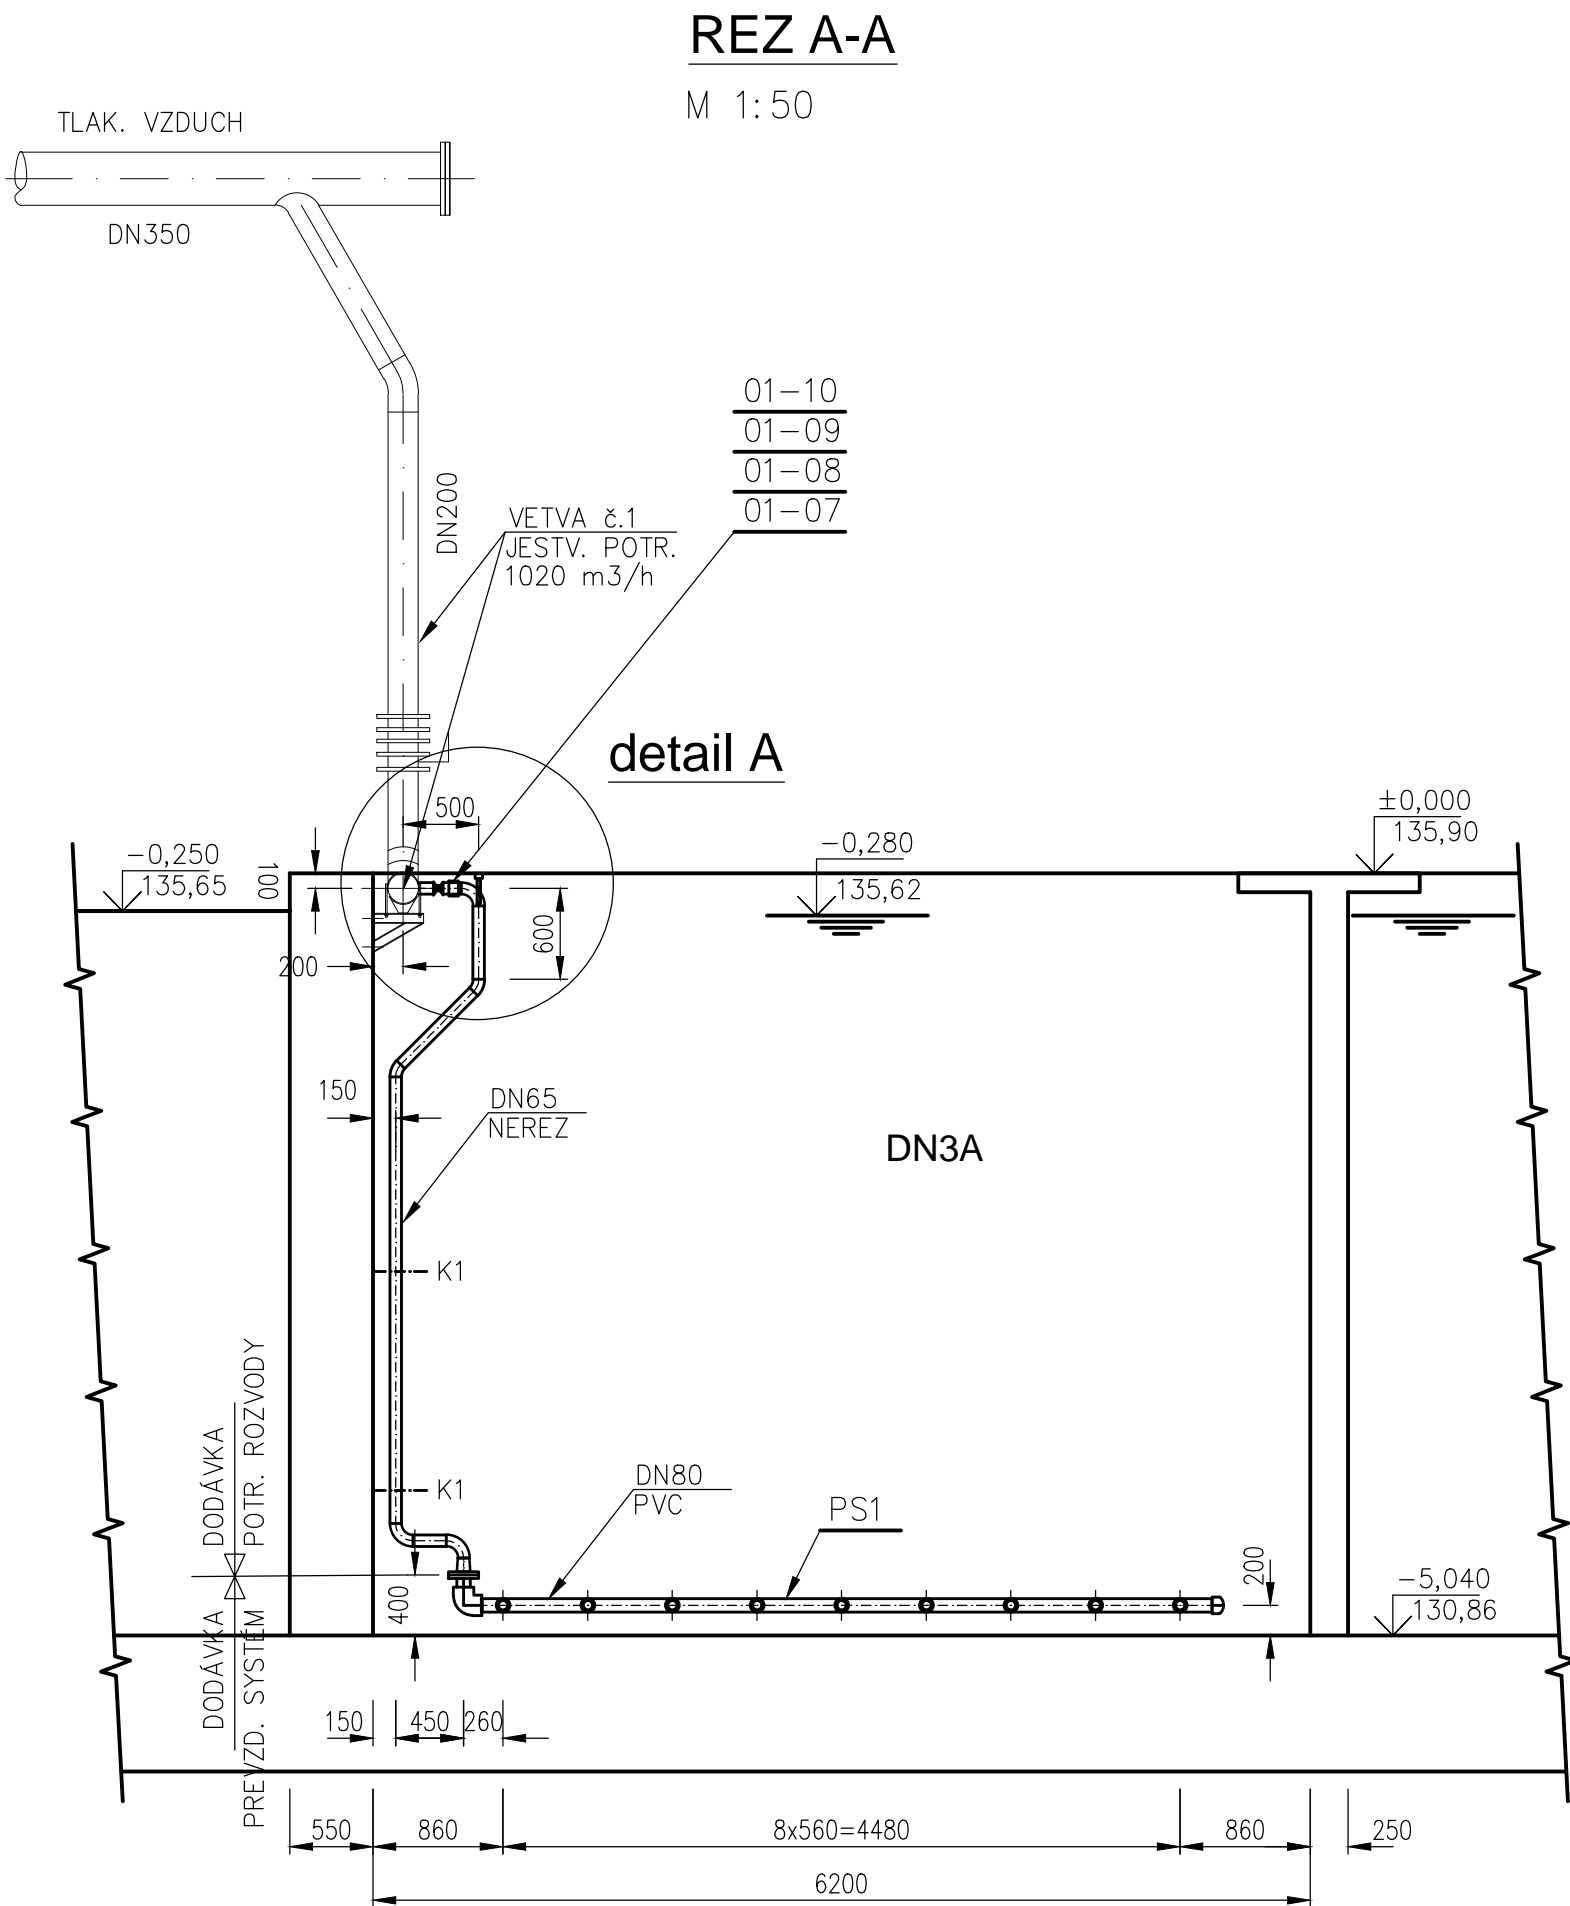 REZ A-A
M 1:50
TLAK. VZDUCH
DN350
01-10
01-09
01-08
01-07
DN200
VETVA č.1
JESTV. POTR.
1020 m3/h
detail A
500
±0,000
135,90
-0,280
135,62
-0,250
135,65
100
600
200
150
DN65
NEREZ
DN3A
K1
K1
DODÁVKA
POTR. ROZVODY
DN80
PVC
PS1
200
400
-5,040
130,86
DODÁVKA
PREVZD. SYSTÉM
150
450
260
550
860
8x560=4480
860
250
6200